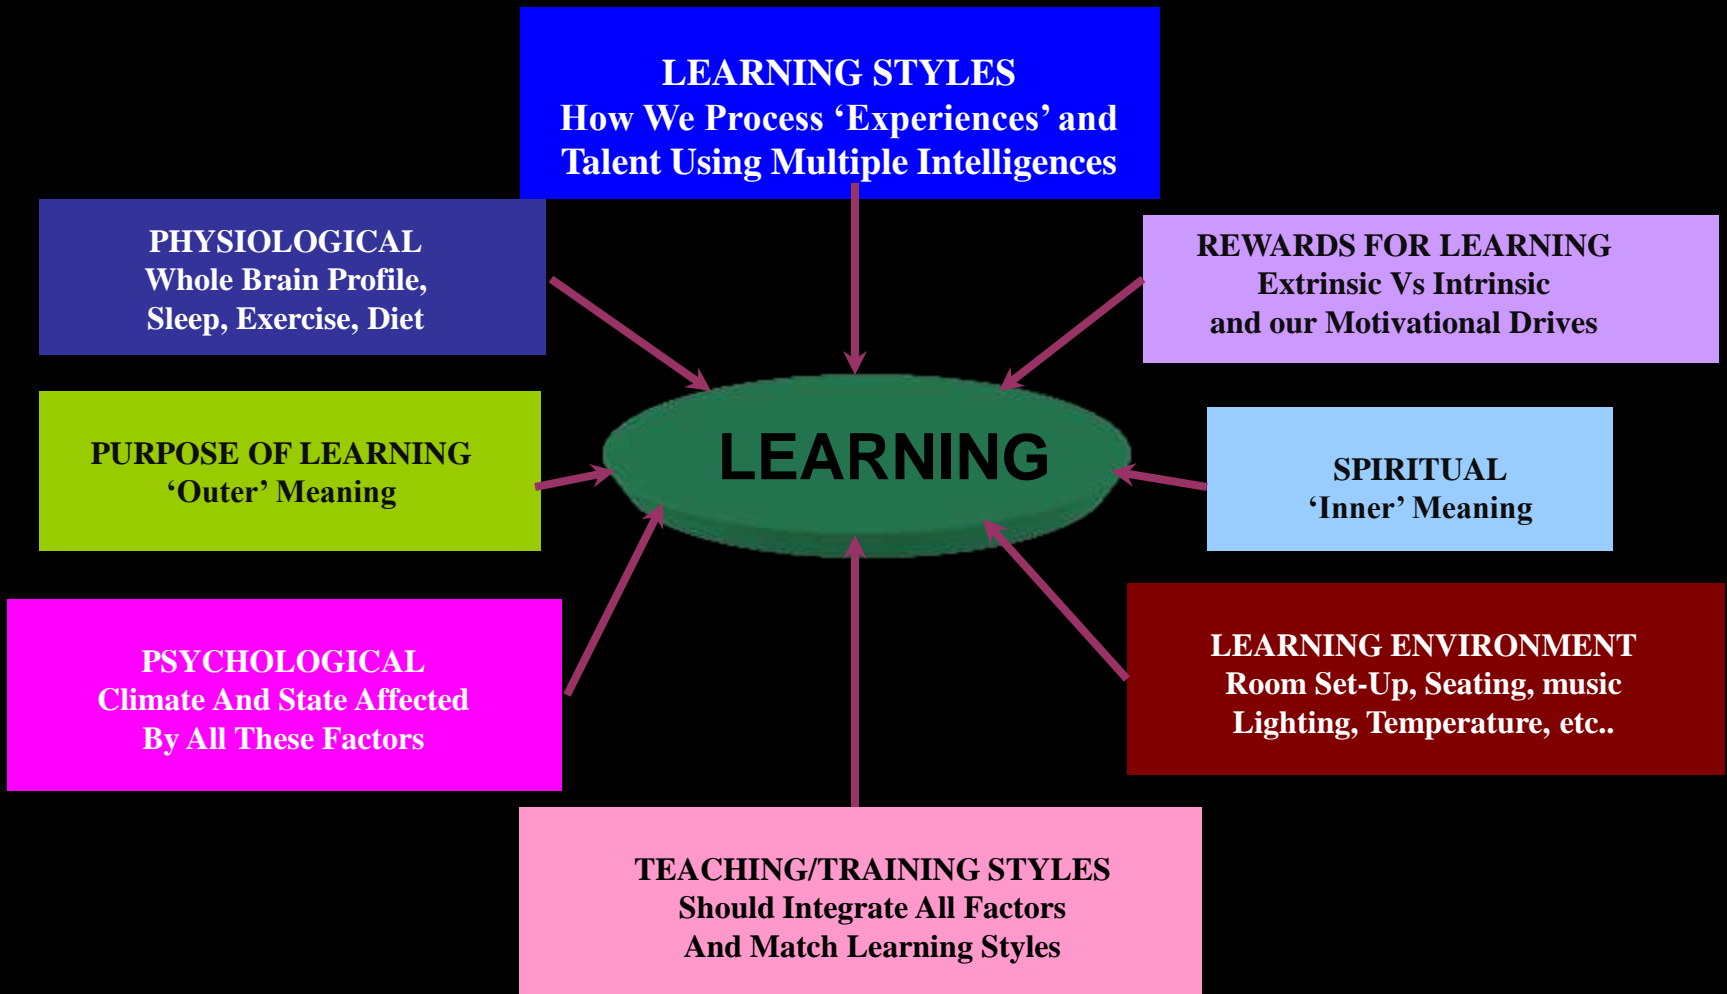 LEARNING STYLES
How We Process ‘Experiences’ and
Talent Using Multiple Intelligences
PHYSIOLOGICAL
Whole Brain Profile,
Sleep, Exercise, Diet
REWARDS FOR LEARNING
Extrinsic Vs Intrinsic
and our Motivational Drives
PURPOSE OF LEARNING
‘Outer’ Meaning
LEARNING
SPIRITUAL
‘Inner’ Meaning
PSYCHOLOGICAL
Climate And State Affected
By All These Factors
LEARNING ENVIRONMENT
Room Set-Up, Seating, music
Lighting, Temperature, etc..
TEACHING/TRAINING STYLES
Should Integrate All Factors
And Match Learning Styles